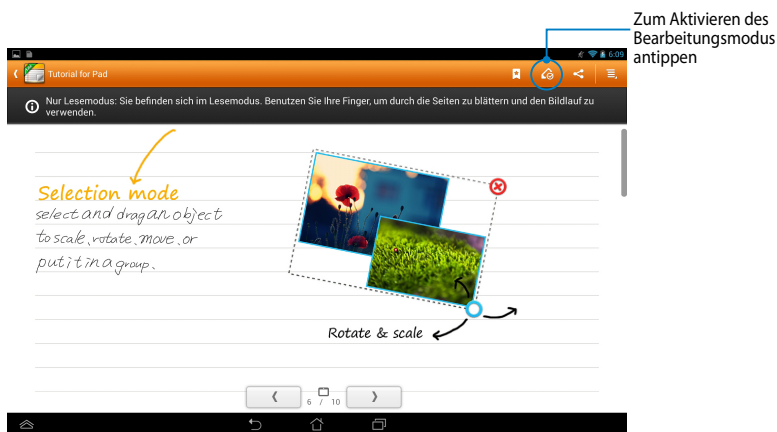 Zum Aktivieren des
Bearbeitungsmodus
antippen
6:09
Tutorial for Pad
Nur Lesemodus: Sie befinden sich im Lesemodus. Benutzen Sie Ihre Finger, um durch die Seiten zu blättern und den Bildlauf zu
verwenden.
Selection mode
select and drag an object
to scale, rotate, move, or
put it in a group.
Rotate & scale
6 / 10